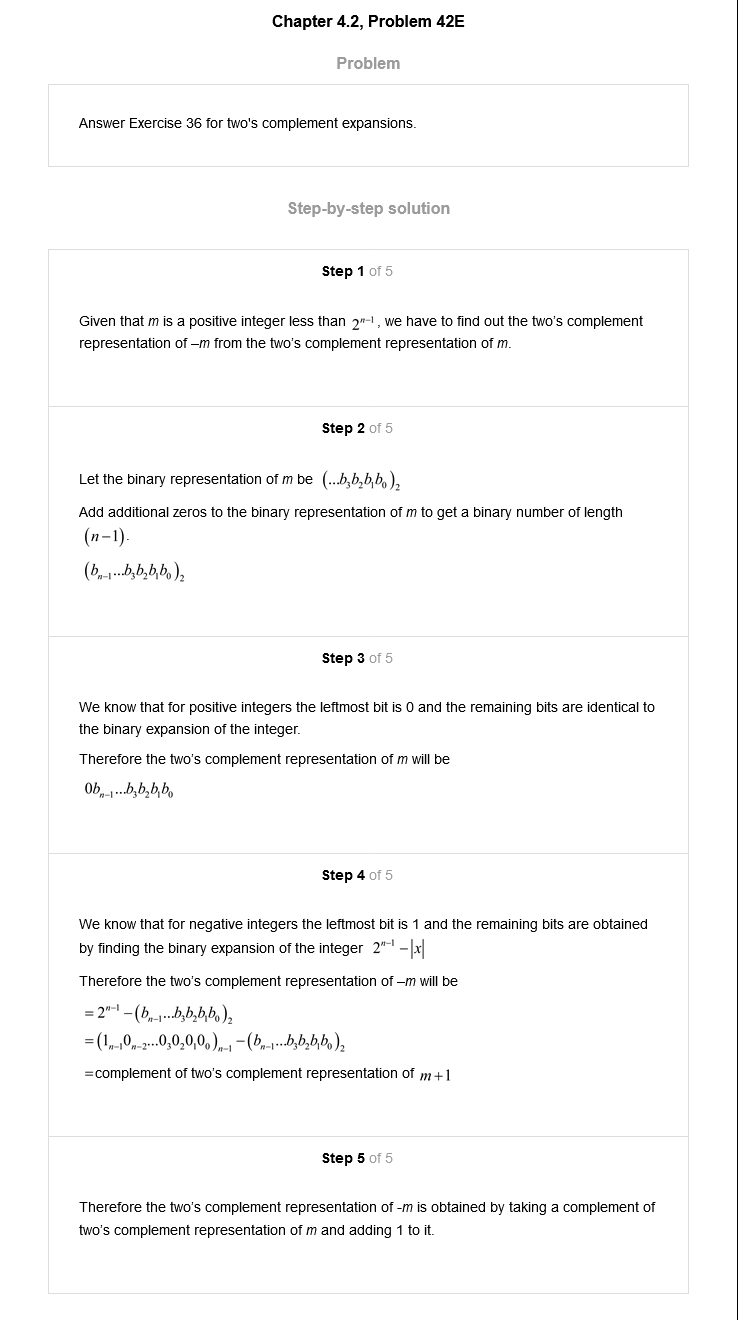 Chapter 4.2, Problem 42E
Problem
Answer Exercise 36 for two's complement expansions.
Step-by-step solution
Step 1 of 5
Given that m is a positive integer less than 2^{n−1}, we have to find out the two's complement
representation of –m from the two's complement representation of m.
Step 2 of 5
Let the binary representation of m be (...b_3b_2b_1b_0)_2
Add additional zeros to the binary representation of m to get a binary number of length
(n−1).
(b_{n−1}...b_3b_2b_1b_0)_2
Step 3 of 5
We know that for positive integers the leftmost bit is 0 and the remaining bits are identical to
the binary expansion of the integer.
Therefore the two's complement representation of m will be
0b_{n−1}...b_3b_2b_1b_0
Step 4 of 5
We know that for negative integers the leftmost bit is 1 and the remaining bits are obtained
by finding the binary expansion of the integer 2^{n−1} −|x|
Therefore the two's complement representation of –m will be
= 2^{n−1} −(b_{n−1}...b_3b_2b_1b_0)_2
=(1_{n−1}0_{n−2}...0_30_20_10_0)_{n−1} −(b_{n−1}...b_3b_2b_1b_0)_2
=complement of two's complement representation of m+1
Step 5 of 5
Therefore the two's complement representation of -m is obtained by taking a complement of
two's complement representation of m and adding 1 to it.